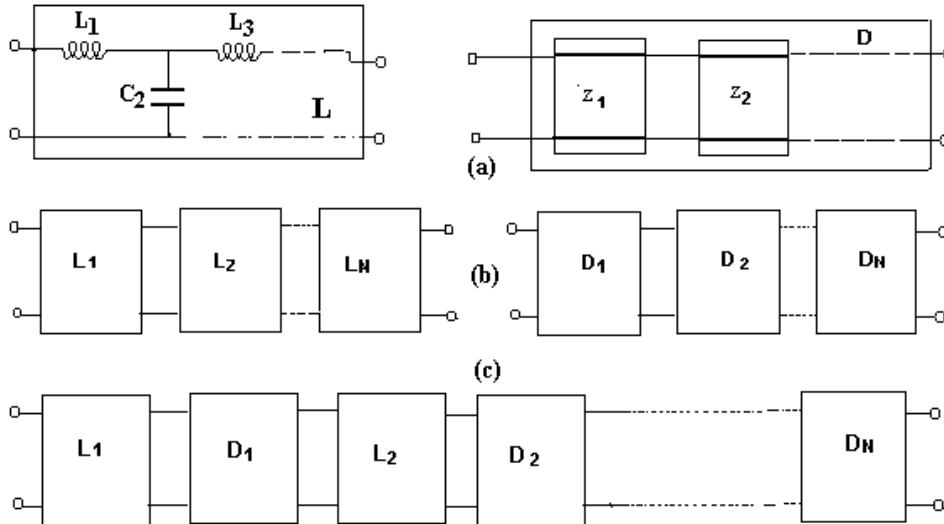 L1 L3
C2 L
D
Z1 Z2
(a)
L1 L2 LN
(b)
D1 D2 DN
(c)
L1 D1 L2 D2 DN